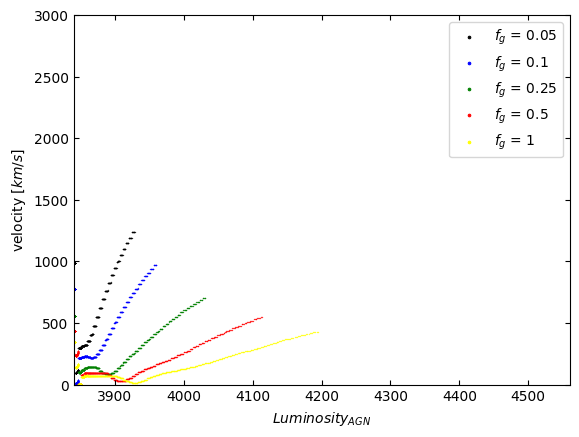 3000
2500
2000
1500
1000
500
0
velocity [km/s]
3900 4000 4100 4200 4300 4400 4500
Luminosity_AGN
f_g = 0.05
f_g = 0.1
f_g = 0.25
f_g = 0.5
f_g = 1